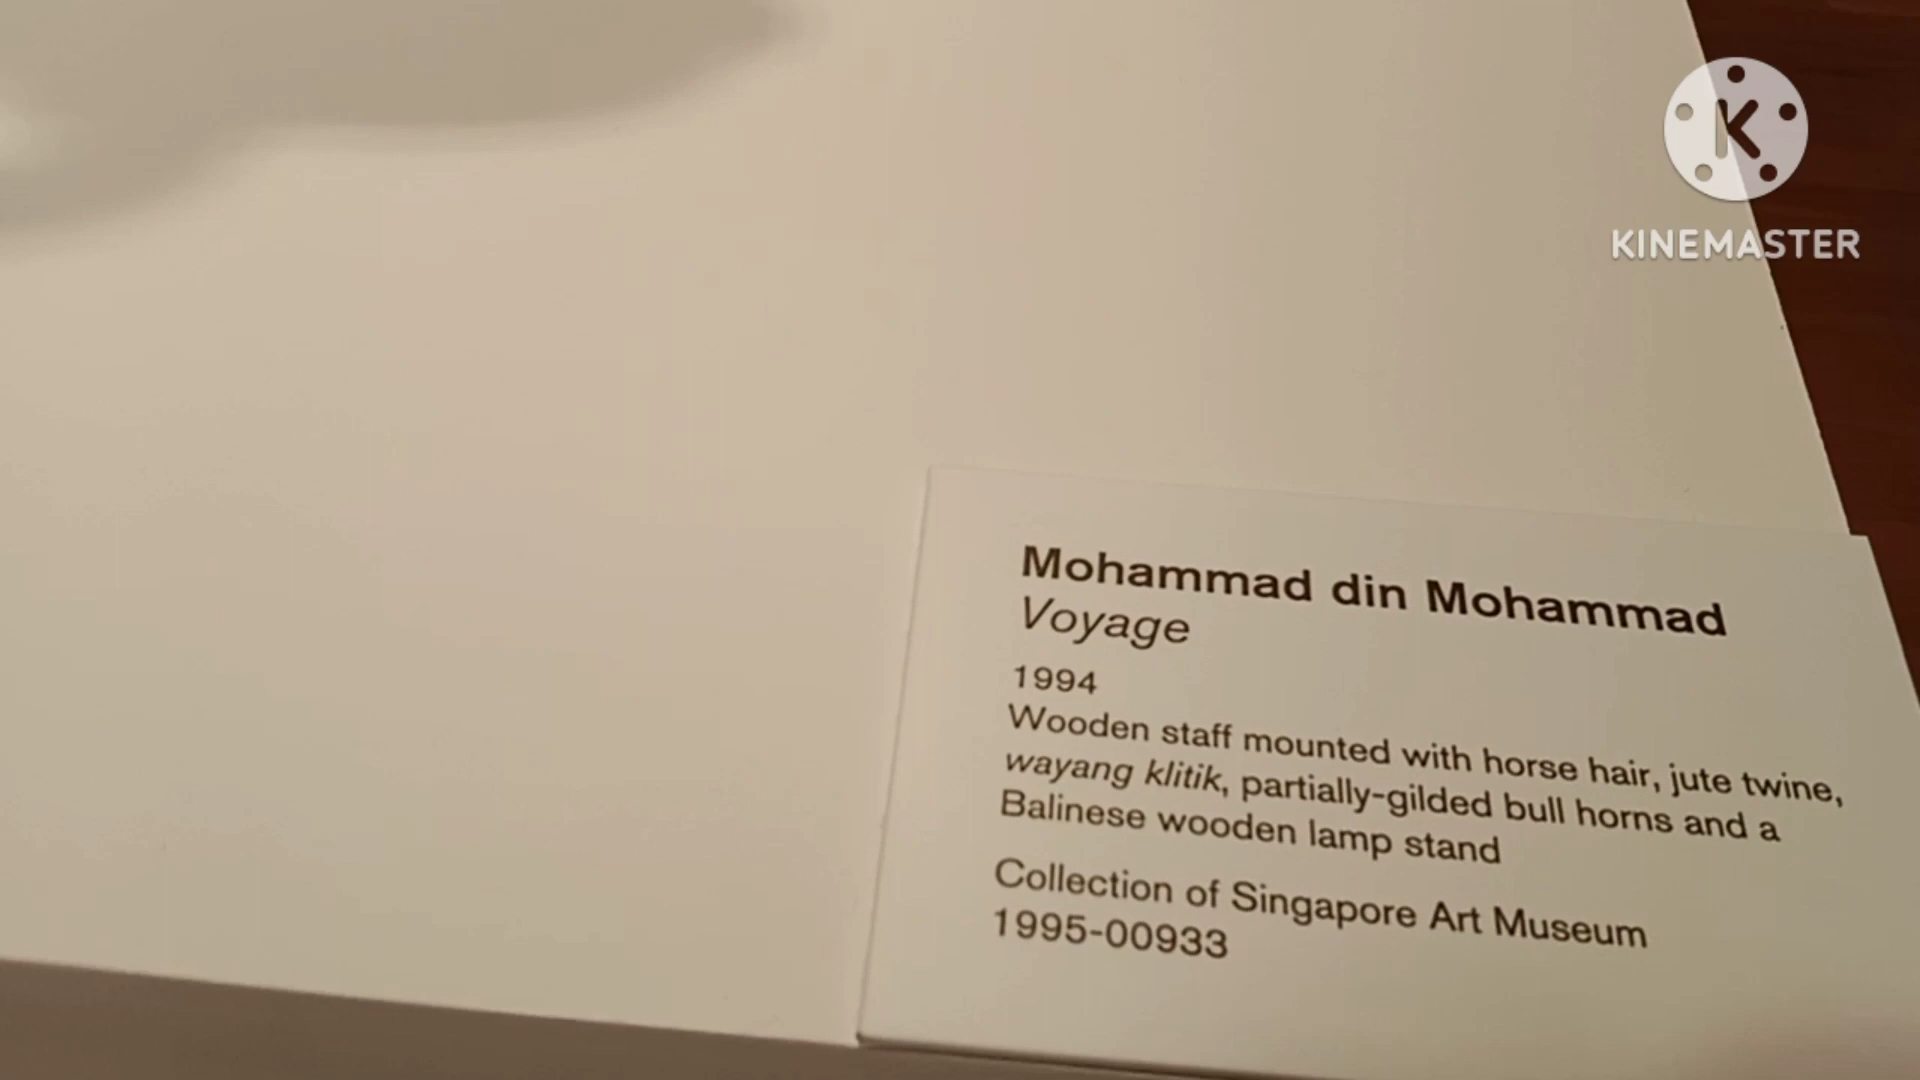 K
KINEMASTER
Mohammad din Mohammad
Voyage
1994
Wooden staff mounted with horse hair, jute twine,
wayang klitik, partially-gilded bull horns and a
Balinese wooden lamp stand
Collection of Singapore Art Museum
1995-00933